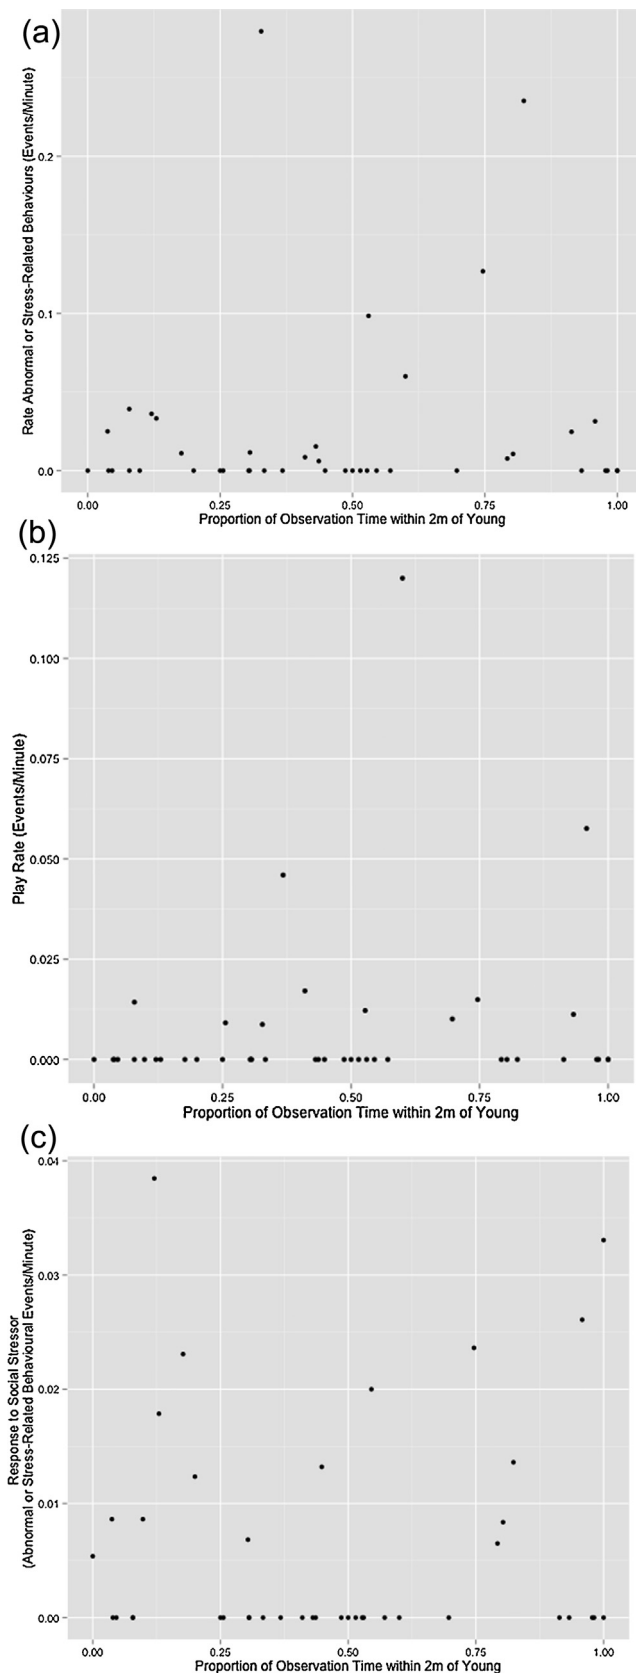 (a)
Rate Abnormal or Stress-Related Behaviours (Events/Minute)
0.2
0.1
0.0
0.00 0.25 0.50 0.75 1.00
Proportion of Observation Time within 2m of Young
(b)
Play Rate (Events/Minute)
0.125
0.100
0.075
0.050
0.025
0.000
0.00 0.25 0.50 0.75 1.00
Proportion of Observation Time within 2m of Young
(c)
Response to Social Stressor
(Abnormal or Stress-Related Behavioural Events/Minute)
0.04
0.03
0.02
0.01
0.00
0.00 0.25 0.50 0.75 1.00
Proportion of Observation Time within 2m of Young